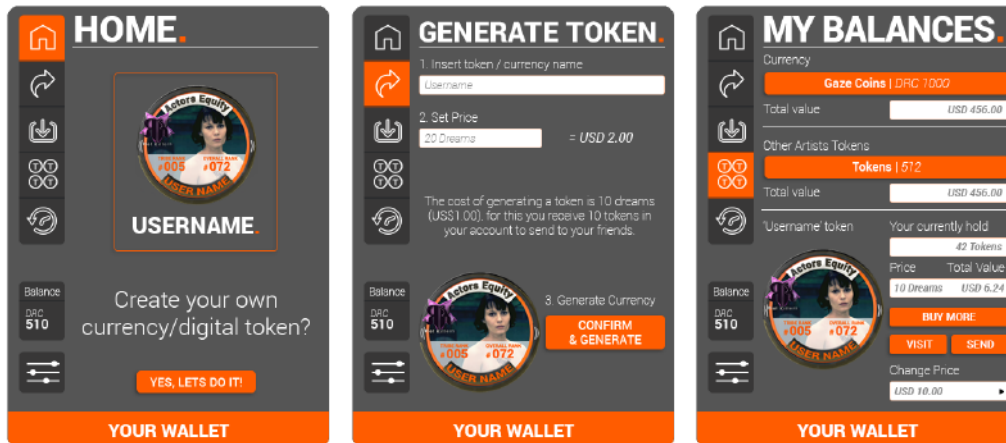 HOME.
Actors Equity
#005
OVERALL RANK
#072
USER NAME
USERNAME.
Balance
DRC
510
Create your own
currency/digital token?
YES, LETS DO IT!
YOUR WALLET
GENERATE TOKEN.
1. Insert token / currency name
Username
2. Set Price
20 Dreams
= USD 2.00
The cost of generating a token is 10 dreams
(US$1.00), for this you receive 10 tokens in
your account to send to your friends.
Balance
DRC
510
Actors Equity
#005
OVERALL RANK
#072
USER NAME
3. Generate Currency
CONFIRM
& GENERATE
YOUR WALLET
MY BALANCES.
Currency
Gaze Coins | DRC 1000
Total value
USD 456.00
Other Artists Tokens
Tokens | 512
Total value
USD 456.00
'Username' token
Your currently hold
42 Tokens
Price Total Value
10 Dreams USD 6.24
BUY MORE
VISIT SEND
Change Price
USD 10.00
Balance
DRC
510
Actors Equity
#005
OVERALL RANK
#072
USER NAME
YOUR WALLET